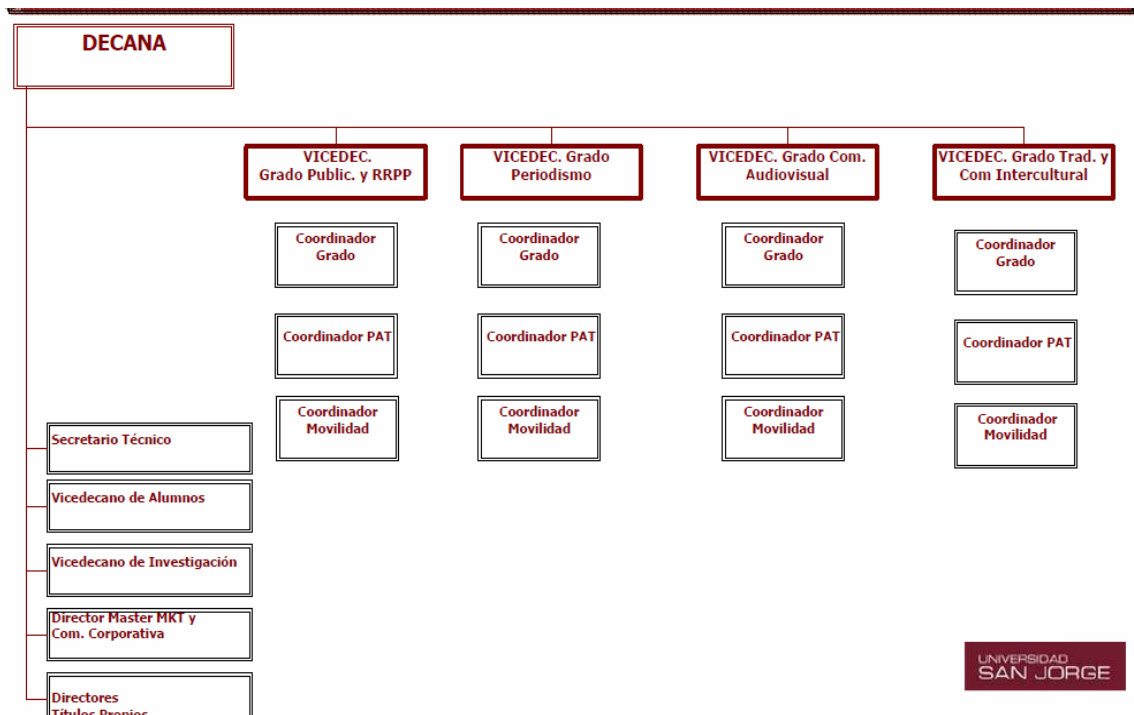 DECANA
VICEDEC.
Grado Public. y RRPP
VICEDEC. Grado
Periodismo
VICEDEC. Grado Com.
Audiovisual
VICEDEC. Grado Trad. y
Com Intercultural
Coordinador
Grado
Coordinador
Grado
Coordinador
Grado
Coordinador
Grado
Coordinador PAT
Coordinador PAT
Coordinador PAT
Coordinador PAT
Coordinador
Movilidad
Coordinador
Movilidad
Coordinador
Movilidad
Coordinador
Movilidad
Secretario Técnico
Vicedecano de Alumnos
Vicedecano de Investigación
Director Master MKT y
Com. Corporativa
Directores
Títulos Propios
UNIVERSIDAD
SAN JORGE